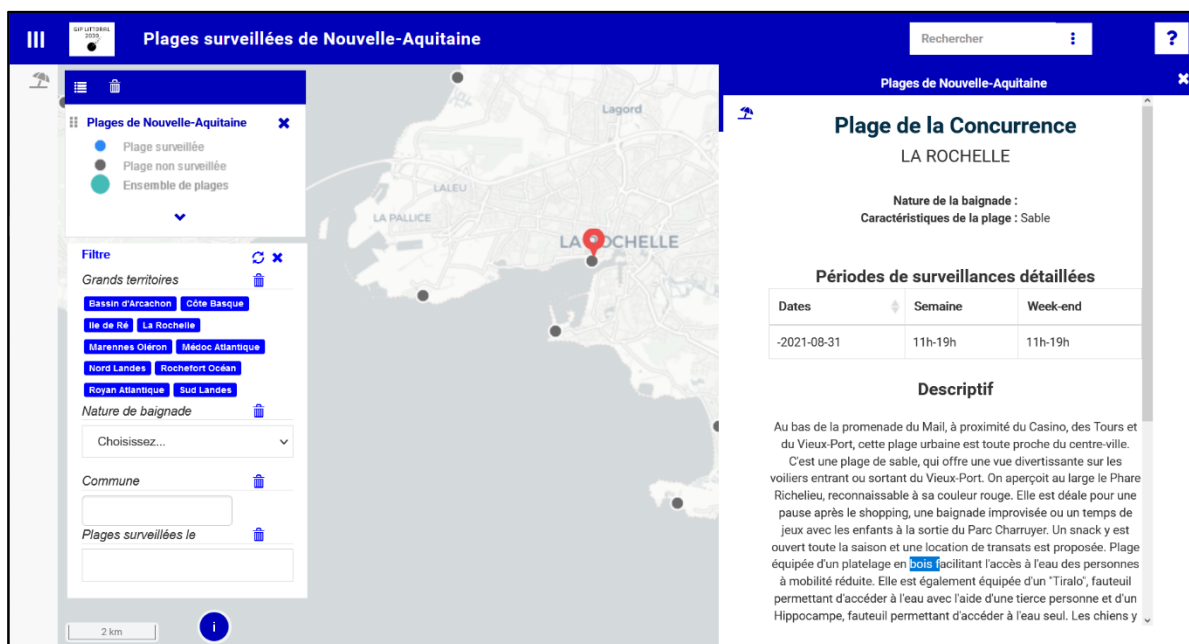 GIP LITTORAL
2030
Plages surveillées de Nouvelle-Aquitaine
Rechercher
?
Plages de Nouvelle-Aquitaine
Plage surveillée
Plage non surveillée
Ensemble de plages
Filtre
Grands territoires
Bassin d'Arcachon Côte Basque
Ile de Ré La Rochelle
Marennes Oléron Médoc Atlantique
Nord Landes Rochefort Océan
Royan Atlantique Sud Landes
Nature de baignade
Choisissez...
Commune
Plages surveillées le
2 km
i
Lagord
LALEU
LA PALLICE
LA ROCHELLE
Plages de Nouvelle-Aquitaine
Plage de la Concurrence
LA ROCHELLE
Nature de la baignade :
Caractéristiques de la plage : Sable
Périodes de surveillances détaillées
Dates Semaine Week-end
-2021-08-31 11h-19h 11h-19h
Descriptif
Au bas de la promenade du Mail, à proximité du Casino, des Tours et
du Vieux-Port, cette plage urbaine est toute proche du centre-ville.
C'est une plage de sable, qui offre une vue divertissante sur les
voiliers entrant ou sortant du Vieux-Port. On aperçoit au large le Phare
Richelieu, reconnaissable à sa couleur rouge. Elle est déale pour une
pause après le shopping, une baignade improvisée ou un temps de
jeux avec les enfants à la sortie du Parc Charruyer. Un snack y est
ouvert toute la saison et une location de transats est proposée. Plage
équipée d'un platelage en bois facilitant l'accès à l'eau des personnes
à mobilité réduite. Elle est également équipée d'un "Tiralo", fauteuil
permettant d'accéder à l'eau avec l'aide d'une tierce personne et d'un
Hippocampe, fauteuil permettant d'accéder à l'eau seul. Les chiens y